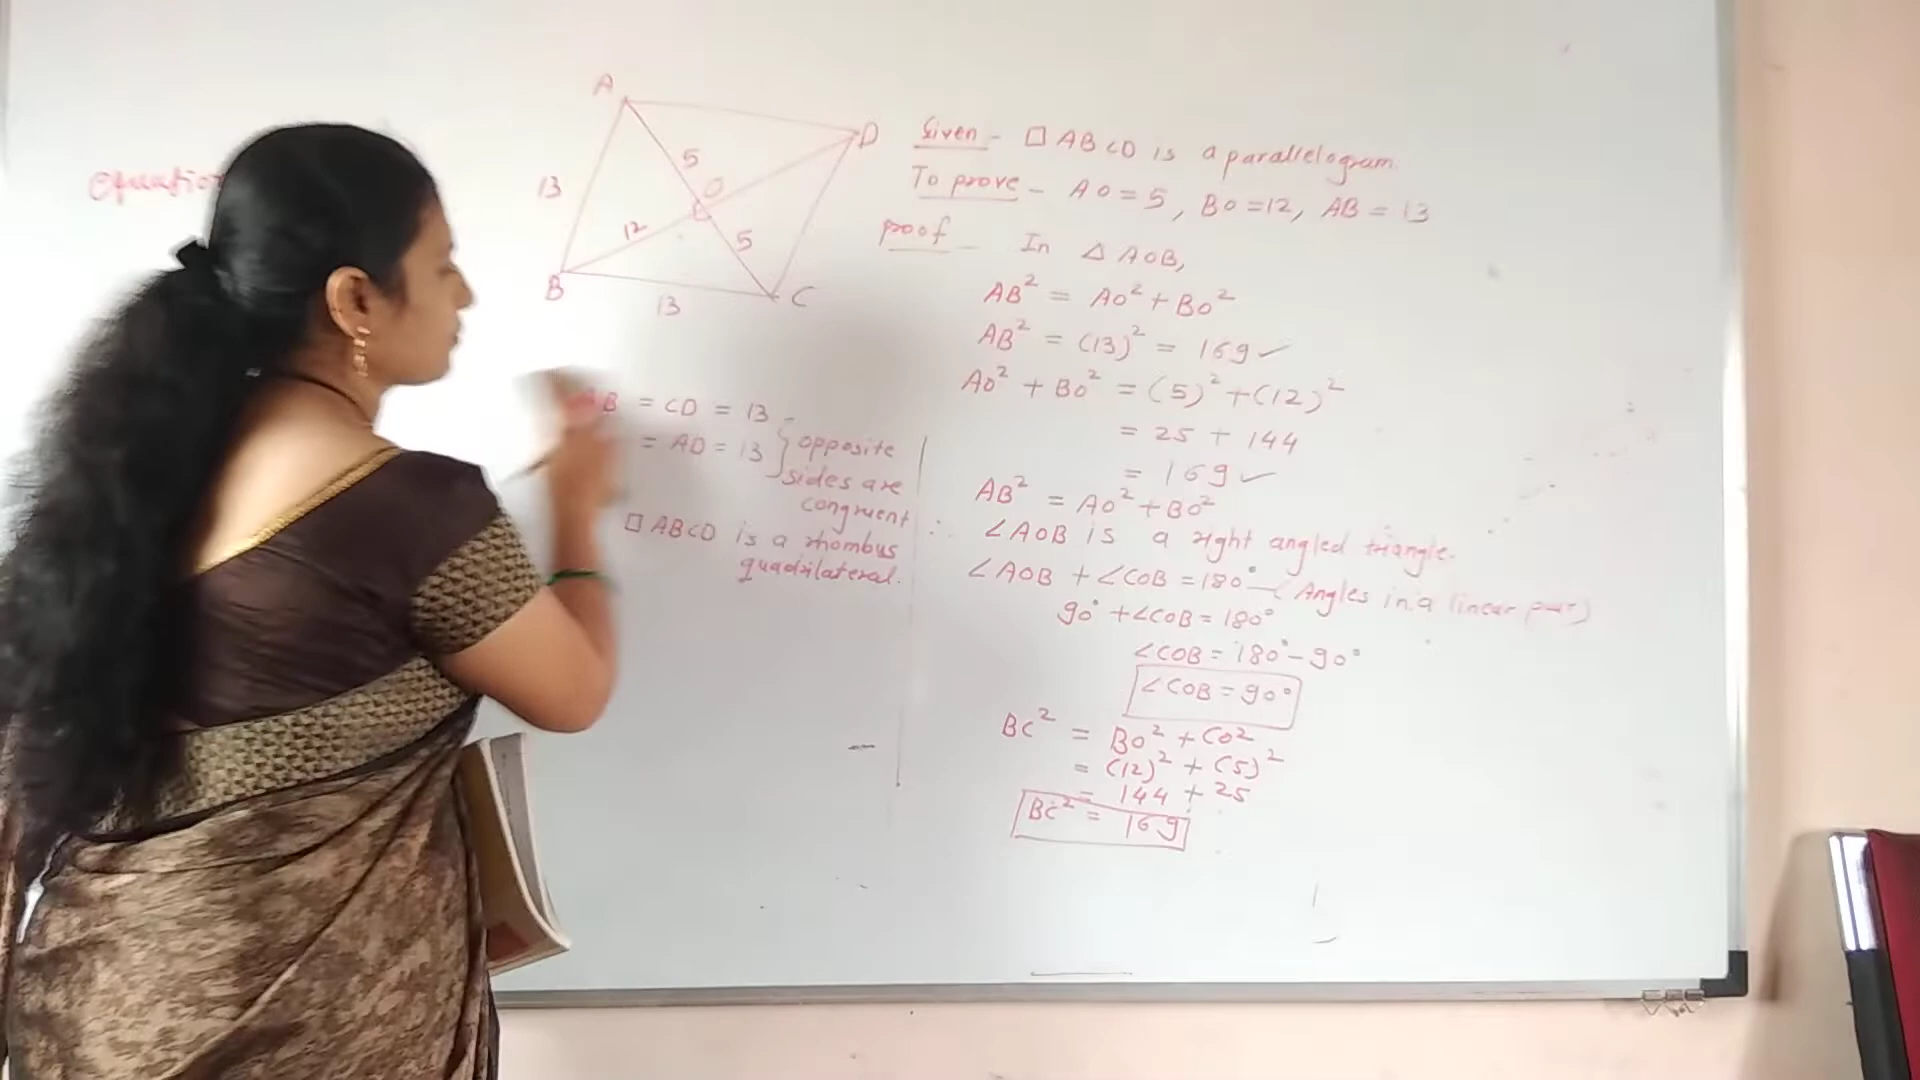 equation
A
D
5
O
13
12
5
B
13
C
B = CD = 13
= AD = 13 } opposite
sides are
congruent
□ ABCD is a rhombus
quadrilateral.
Given - □ ABCD is a parallelogram.
To prove - AO = 5, BO = 12, AB = 13
proof - In △ AOB,
AB² = AO² + BO²
AB² = (13)² = 169 ✓
AO² + BO² = (5)² + (12)²
= 25 + 144
= 169 ✓
AB² = AO² + BO²
∴ ∠AOB is a right angled triangle.
∠AOB + ∠COB = 180° - (Angles in a linear pair)
90° + ∠COB = 180°
∠COB = 180° - 90°
∠COB = 90°
BC² = BO² + CO²
= (12)² + (5)²
= 144 + 25
BC² = 169